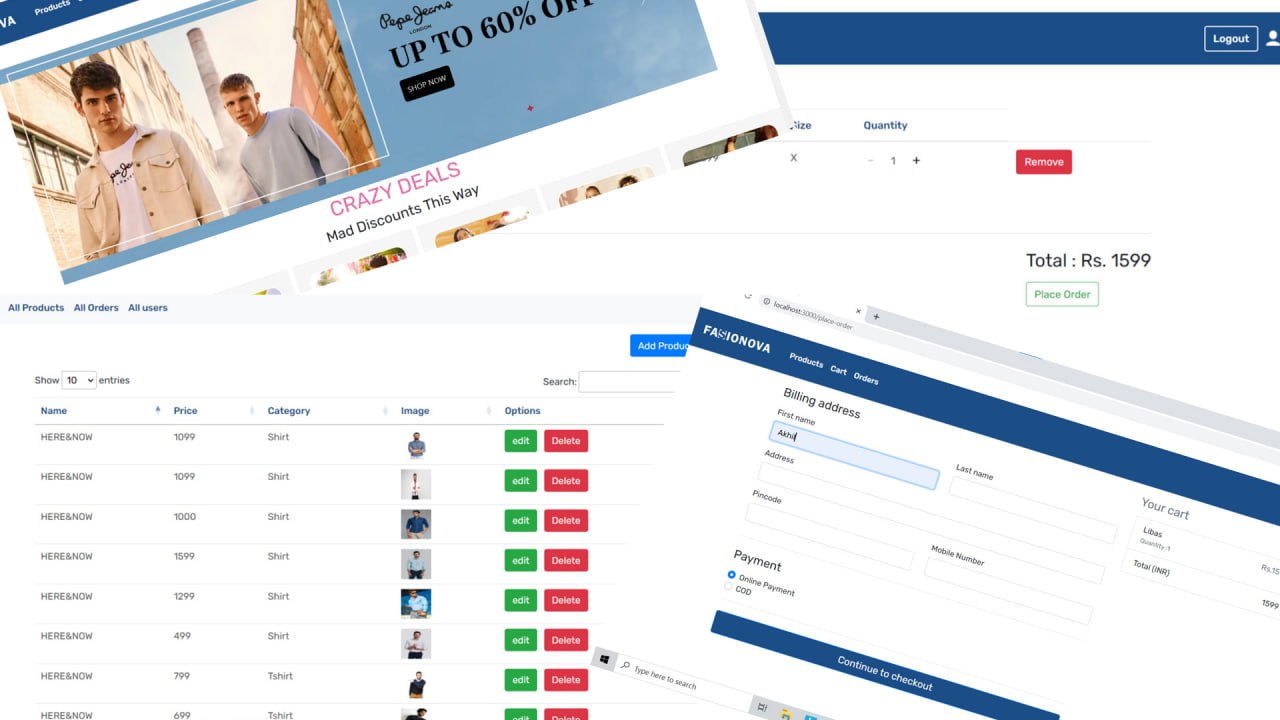 Products
Pepe Jeans
LONDON
UP TO 60% OFF
SHOP NOW
CRAZY DEALS
Mad Discounts This Way
Logout
Size Quantity
X - 1 + Remove
Total : Rs. 1599
Place Order
All Products All Orders All users
Show 10 entries Search:
Name Price Category Image Options
HERE&NOW 1099 Shirt edit Delete
HERE&NOW 1099 Shirt edit Delete
HERE&NOW 1000 Shirt edit Delete
HERE&NOW 1599 Shirt edit Delete
HERE&NOW 1299 Shirt edit Delete
HERE&NOW 499 Shirt edit Delete
HERE&NOW 799 Tshirt edit Delete
HERE&NOW 699 Tshirt edit Delete
localhost:3000/place-order
FASIONOVA Products Cart Orders
Billing address
First name
Akhil
Last name
Address
Pincode
Mobile Number
Payment
Online Payment
COD
Continue to checkout
Your cart
Libas
Quantity :1
Total (INR)
1599
Type here to search